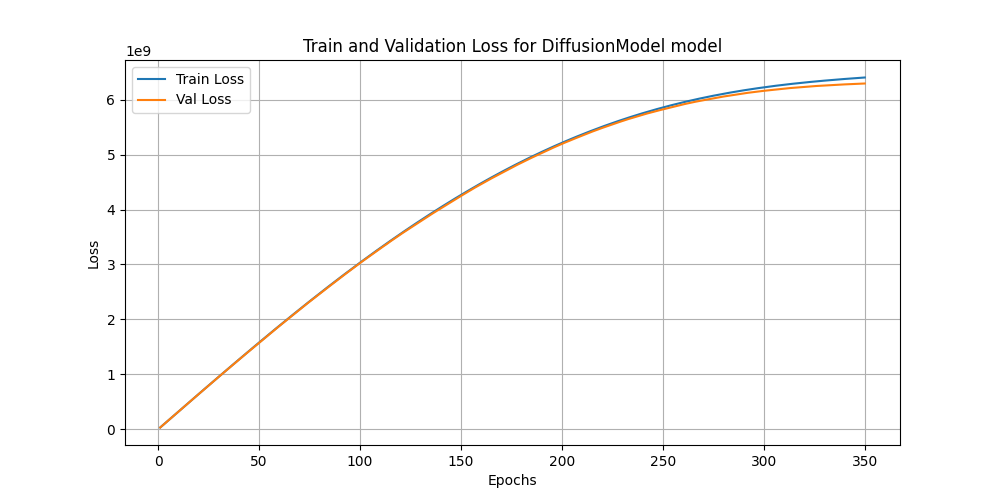 Train and Validation Loss for DiffusionModel model
1e9
Train Loss
Val Loss
6
5
4
3
2
1
0
Loss
0 50 100 150 200 250 300 350
Epochs